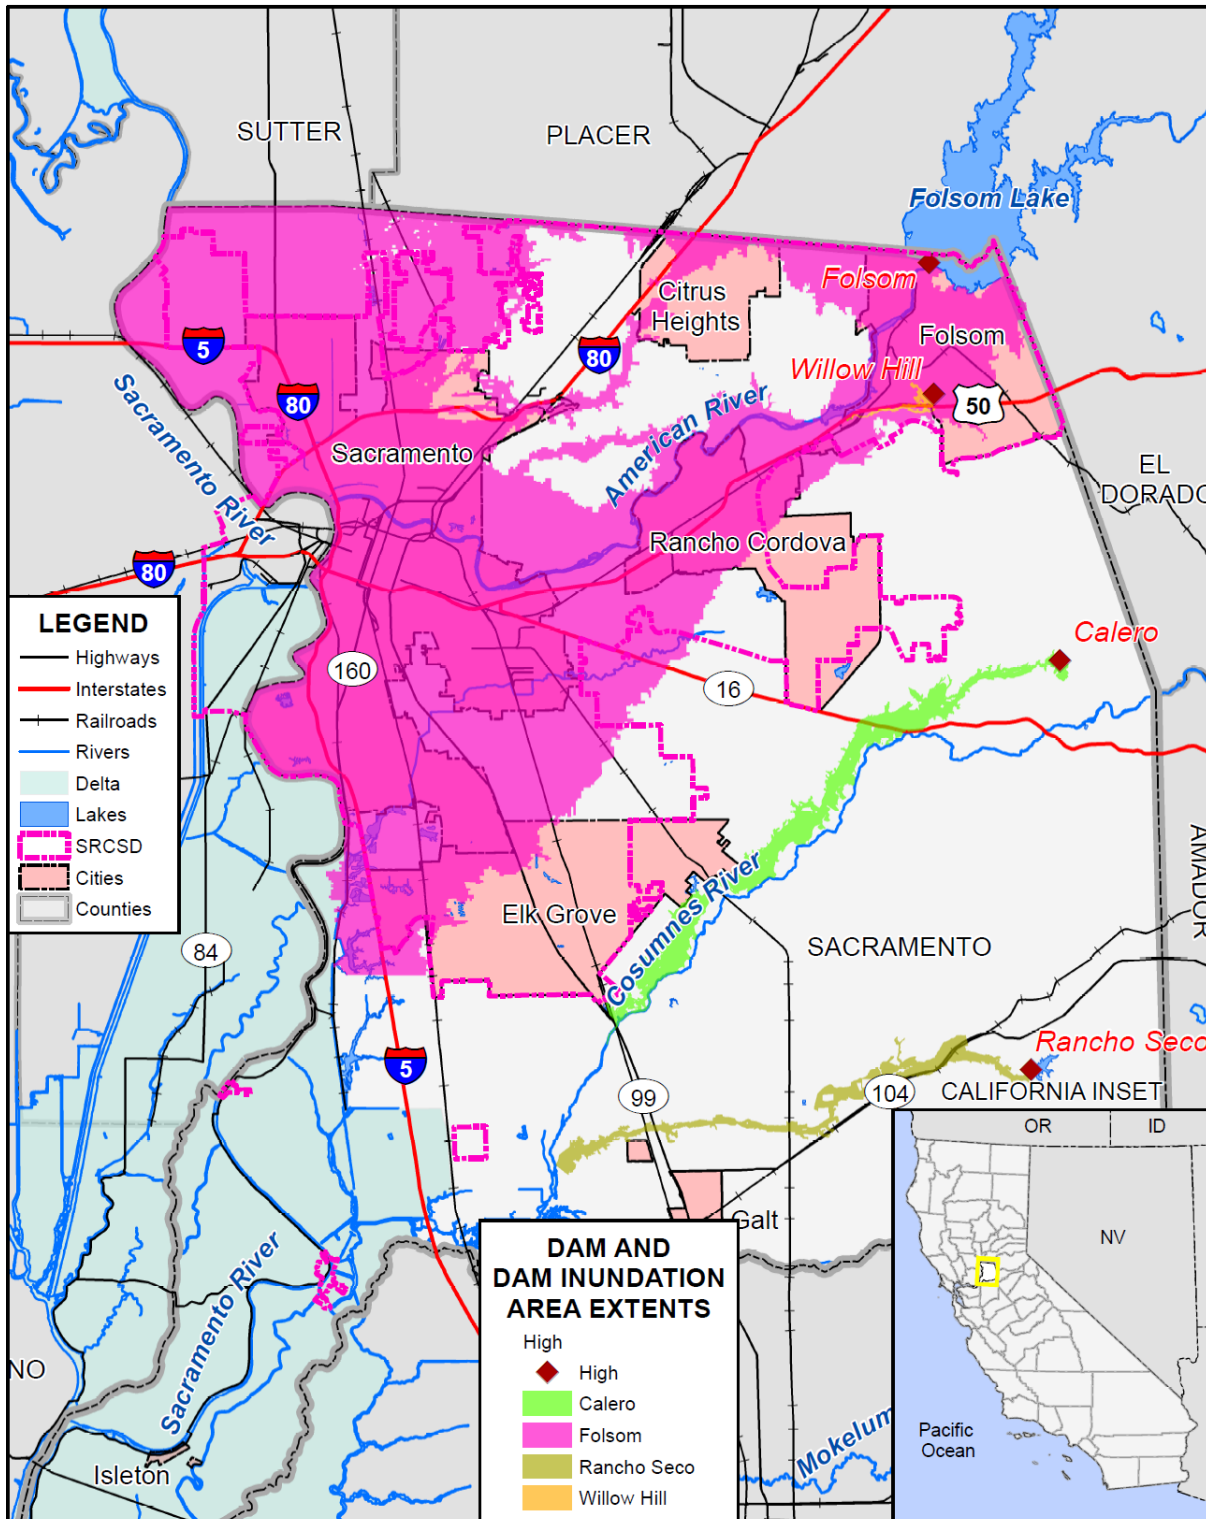 SUTTER
PLACER
Folsom Lake
Folsom
Citrus
Heights
Folsom
5
80
Willow Hill
80
50
Sacramento River
American River
Sacramento
EL
DORADO
Rancho Cordova
80
LEGEND
Highways
Interstates
Railroads
Rivers
Delta
Lakes
SRCSD
Cities
Counties
Calero
160
16
AMADOR
Cosumnes River
Elk Grove
SACRAMENTO
84
Rancho Seco
5
99
104
CALIFORNIA INSET
OR
ID
NV
Pacific
Ocean
Galt
Sacramento River
NO
Isleton
DAM AND
DAM INUNDATION
AREA EXTENTS
High
High
Calero
Folsom
Rancho Seco
Willow Hill
Mokelum